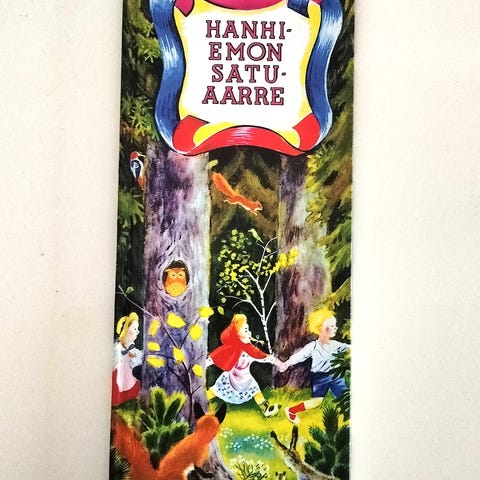 HANHI-
EMON
SATU-
AARRE